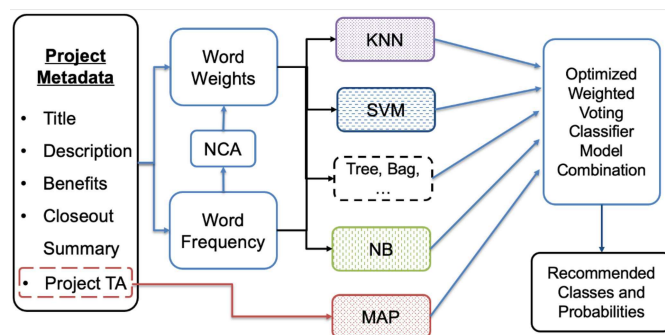 Project
Metadata
• Title
• Description
• Benefits
• Closeout
Summary
• Project TA
Word
Weights
NCA
Word
Frequency
KNN
SVM
Tree, Bag,
...
NB
MAP
Optimized
Weighted
Voting
Classifier
Model
Combination
Recommended
Classes and
Probabilities